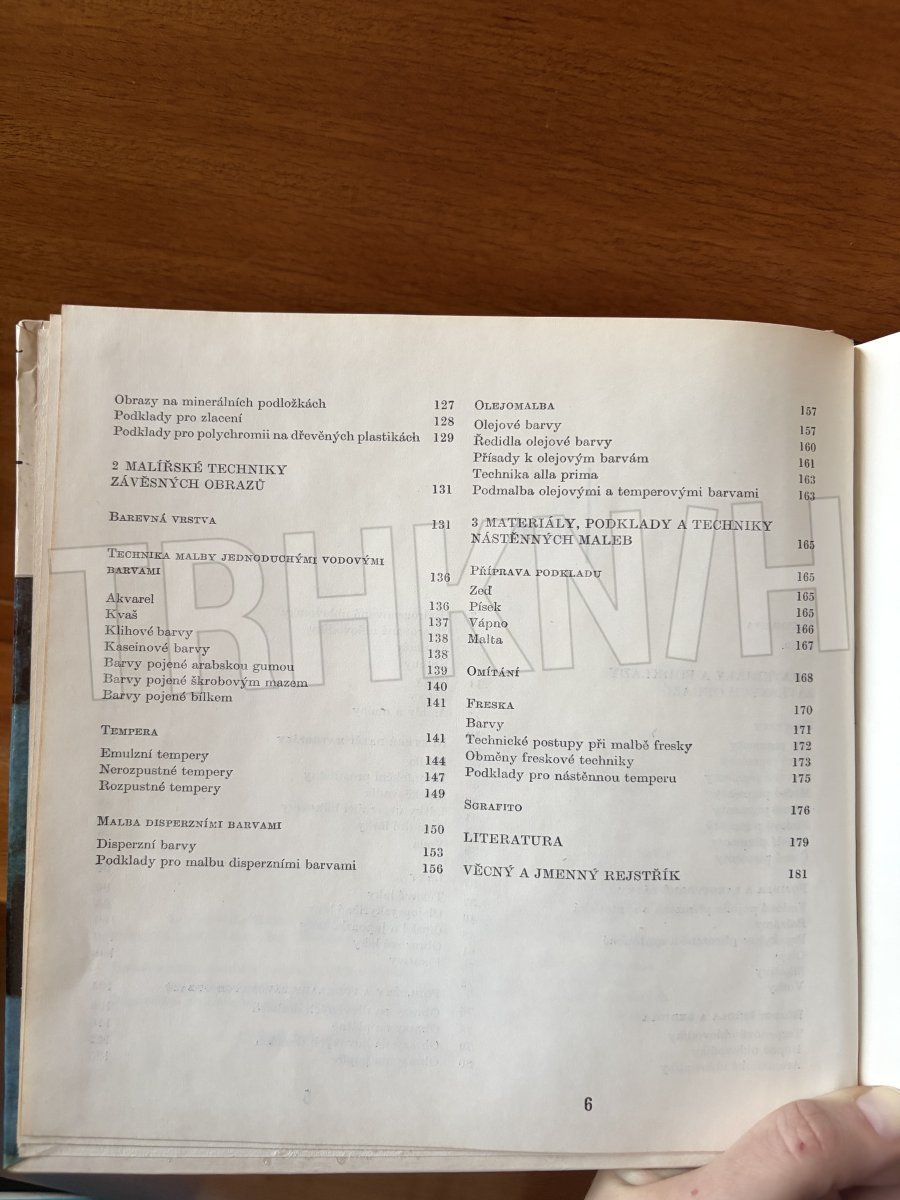 Obrazy na minerálních podložkách 127
Podklady pro zlacení 128
Podklady pro polychromii na dřevěných plastikách 129
2 MALÍŘSKÉ TECHNIKY
ZÁVĚSNÝCH OBRAZŮ 131
BAREVNÁ VRSTVA 131
TECHNIKA MALBY JEDNODUCHÝMI VODOVÝMI
BARVAMI 136
Akvarel 136
Kvaš 137
Klihové barvy 138
Kaseinové barvy 138
Barvy pojené arabskou gumou 139
Barvy pojené škrobovým mazem 140
Barvy pojené bílkem 141
TEMPERA 141
Emulzní tempery 144
Nerozpustné tempery 147
Rozpustné tempery 149
MALBA DISPERZNÍMI BARVAMI 150
Disperzní barvy 153
Podklady pro malbu disperzními barvami 156
OLEJOMALBA 157
Olejové barvy 157
Ředidla olejové barvy 160
Přísady k olejovým barvám 161
Technika alla prima 163
Podmalba olejovými a temperovými barvami 163
3 MATERIÁLY, PODKLADY A TECHNIKY
NÁSTĚNNÝCH MALEB 165
PŘÍPRAVA PODKLADU 165
Zeď 165
Písek 165
Vápno 166
Malta 167
OMÍTÁNÍ 168
FRESKA 170
Barvy 171
Technické postupy při malbě fresky 172
Obměny freskové techniky 173
Podklady pro nástěnnou temperu 175
SGRAFITO 176
LITERATURA 179
VĚCNÝ A JMENNÝ REJSTŘÍK 181
6
TRHKNIH